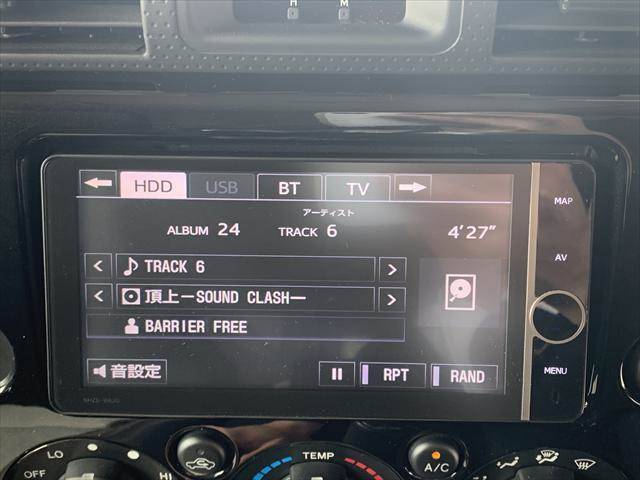 H M
HDD USB BT TV
アーティスト
ALBUM 24 TRACK 6 4'27"
MAP
TRACK 6
AV
頂上ーSOUND CLASHー
BARRIER FREE
音設定 RPT RAND
MENU
LO HI
OFF
TEMP
A/C